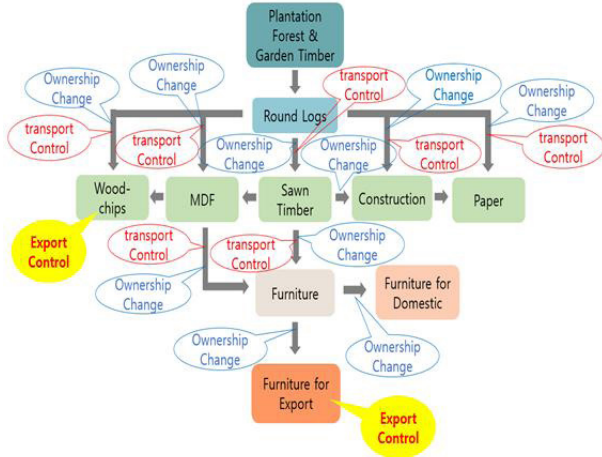 Plantation
Forest &
Garden Timber
Ownership
Change
Ownership
Change
transport
Control
Ownership
Change
Ownership
Change
Round Logs
transport
Control
transport
Control
Ownership
Change
Ownership
Change
transport
Control
transport
Control
Wood-
chips
MDF
Sawn
Timber
Construction
Paper
Export
Control
transport
Control
transport
Control
Ownership
Change
Ownership
Change
Furniture
Furniture for
Domestic
Ownership
Change
Ownership
Change
Furniture for
Export
Export
Control